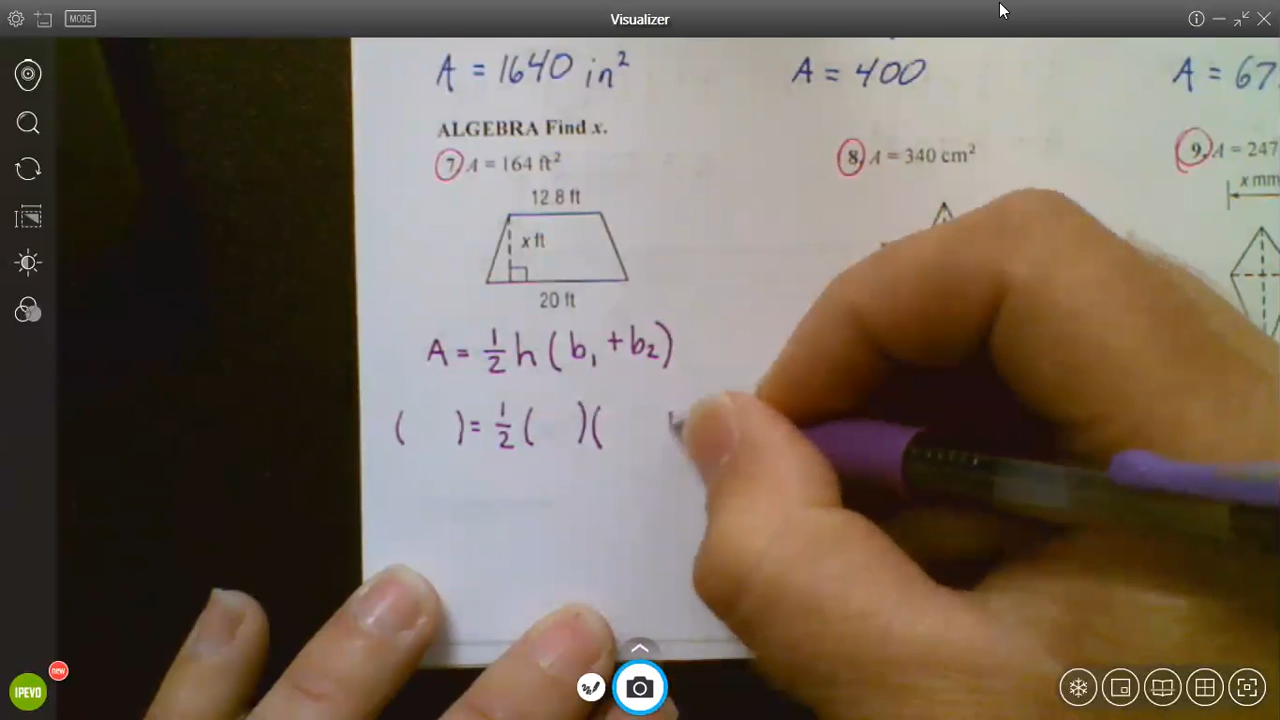 MODE
Visualizer
A = 1640 in²
A = 400
A = 67.
ALGEBRA Find x.
7. A = 164 ft²
8. A = 340 cm²
9. A = 247
x mm
12.8 ft
x ft
20 ft
A = ½ h (b₁ + b₂)
( ) = ½ ( ) (
new
IPEVO